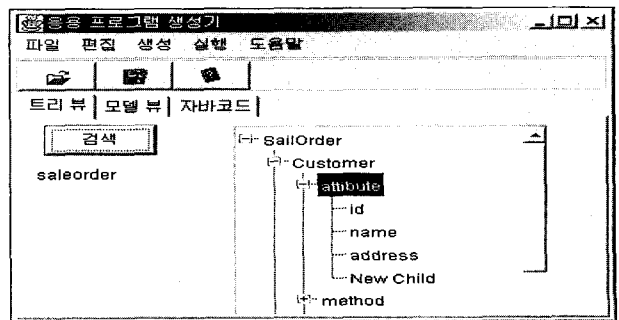 응용 프로그램 생성기
파일 편집 생성 실행 도움말
트리 뷰 모델 뷰 자바코드
검색
saleorder
SailOrder
Customer
attibute
id
name
address
New Child
method